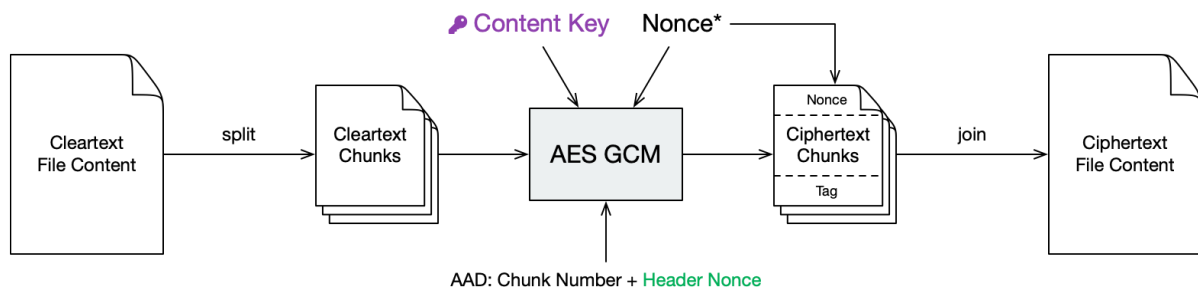 Content Key
Nonce*
Cleartext
File Content
split
Cleartext
Chunks
AES GCM
Nonce
Ciphertext
Chunks
Tag
join
Ciphertext
File Content
AAD: Chunk Number + Header Nonce